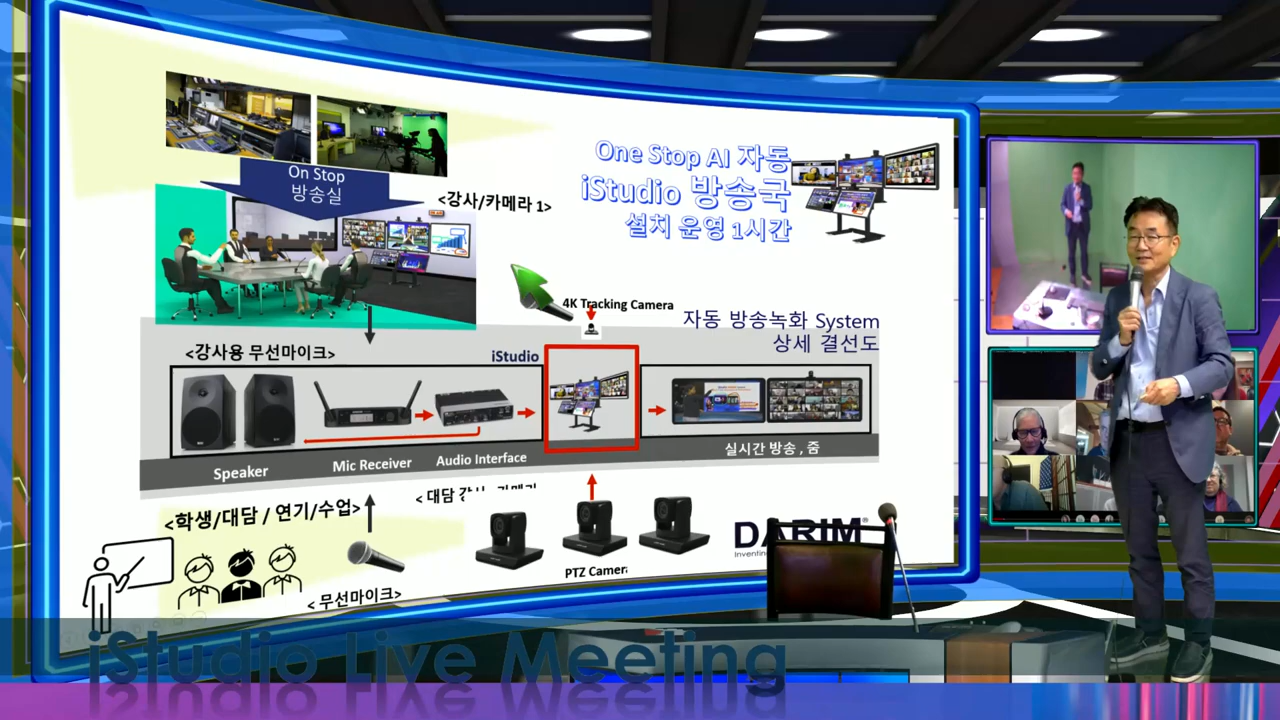 On Stop
방송실
<강사/카메라 1>
One Stop AI 자동
iStudio 방송국
설치 운영 1시간
4K Tracking Camera
자동 방송녹화 System
상세 결선도
<강사용 무선마이크>
iStudio
Speaker
Mic Receiver
Audio Interface
실시간 방송 , 줌
<학생/대담 / 연기/수업>
< 대담
PTZ Camera
< 무선마이크>
DARIM
iStudio Live Meeting